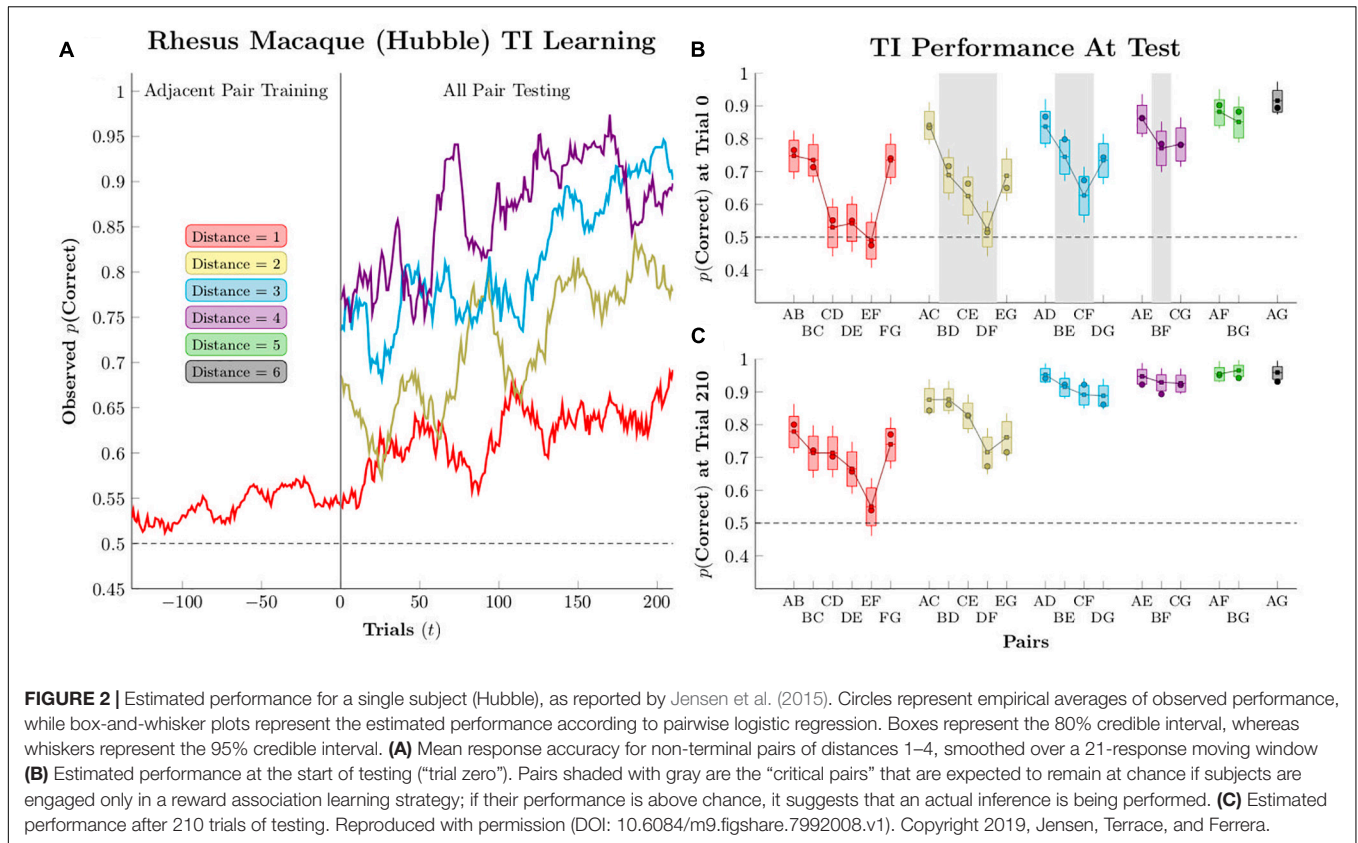 A
Rhesus Macaque (Hubble) TI Learning
Adjacent Pair Training
All Pair Testing
1
0.95
0.9
0.85
0.8
0.75
0.7
0.65
0.6
0.55
0.5
0.45
Observed p(Correct)
Distance = 1
Distance = 2
Distance = 3
Distance = 4
Distance = 5
Distance = 6
−100 −50 0 50 100 150 200
Trials (t)
B
TI Performance At Test
1
0.9
0.8
0.7
0.6
0.5
0.4
p(Correct) at Trial 0
AB CD EF AC CE EG AD CF AE CG AF AG
BC DE FG BD DF BE DG BF BG
C
1
0.9
0.8
0.7
0.6
0.5
0.4
p(Correct) at Trial 210
AB CD EF AC CE EG AD CF AE CG AF AG
BC DE FG BD DF BE DG BF BG
Pairs
FIGURE 2 | Estimated performance for a single subject (Hubble), as reported by Jensen et al. (2015). Circles represent empirical averages of observed performance,
while box-and-whisker plots represent the estimated performance according to pairwise logistic regression. Boxes represent the 80% credible interval, whereas
whiskers represent the 95% credible interval. (A) Mean response accuracy for non-terminal pairs of distances 1–4, smoothed over a 21-response moving window
(B) Estimated performance at the start of testing (“trial zero”). Pairs shaded with gray are the “critical pairs” that are expected to remain at chance if subjects are
engaged only in a reward association learning strategy; if their performance is above chance, it suggests that an actual inference is being performed. (C) Estimated
performance after 210 trials of testing. Reproduced with permission (DOI: 10.6084/m9.figshare.7992008.v1). Copyright 2019, Jensen, Terrace, and Ferrera.